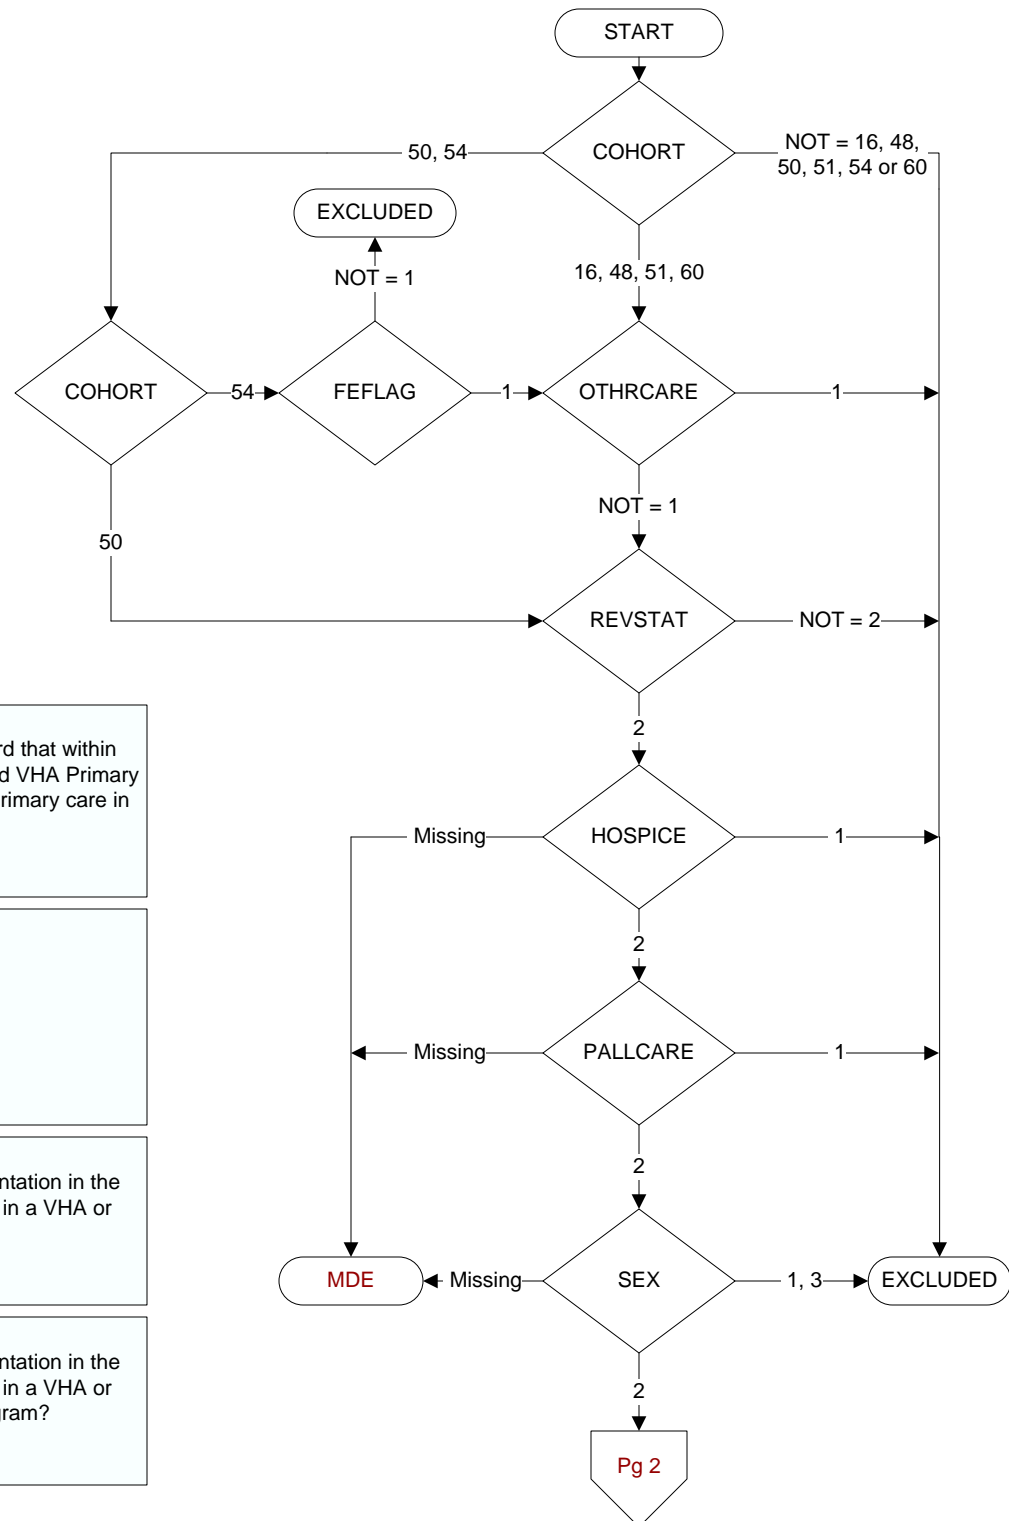 START
COHORT
50, 54
NOT = 16, 48,
50, 51, 54 or 60
EXCLUDED
NOT = 1
16, 48, 51, 60
COHORT
54
FEFLAG
1
OTHRCARE
1
NOT = 1
50
REVSTAT
NOT = 2
2
rd that within
d VHA Primary
rimary care in
Missing
HOSPICE
1
2
Missing
PALLCARE
1
2
ntation in the
in a VHA or
MDE
Missing
SEX
1, 3
EXCLUDED
ntation in the
in a VHA or
gram?
2
Pg 2